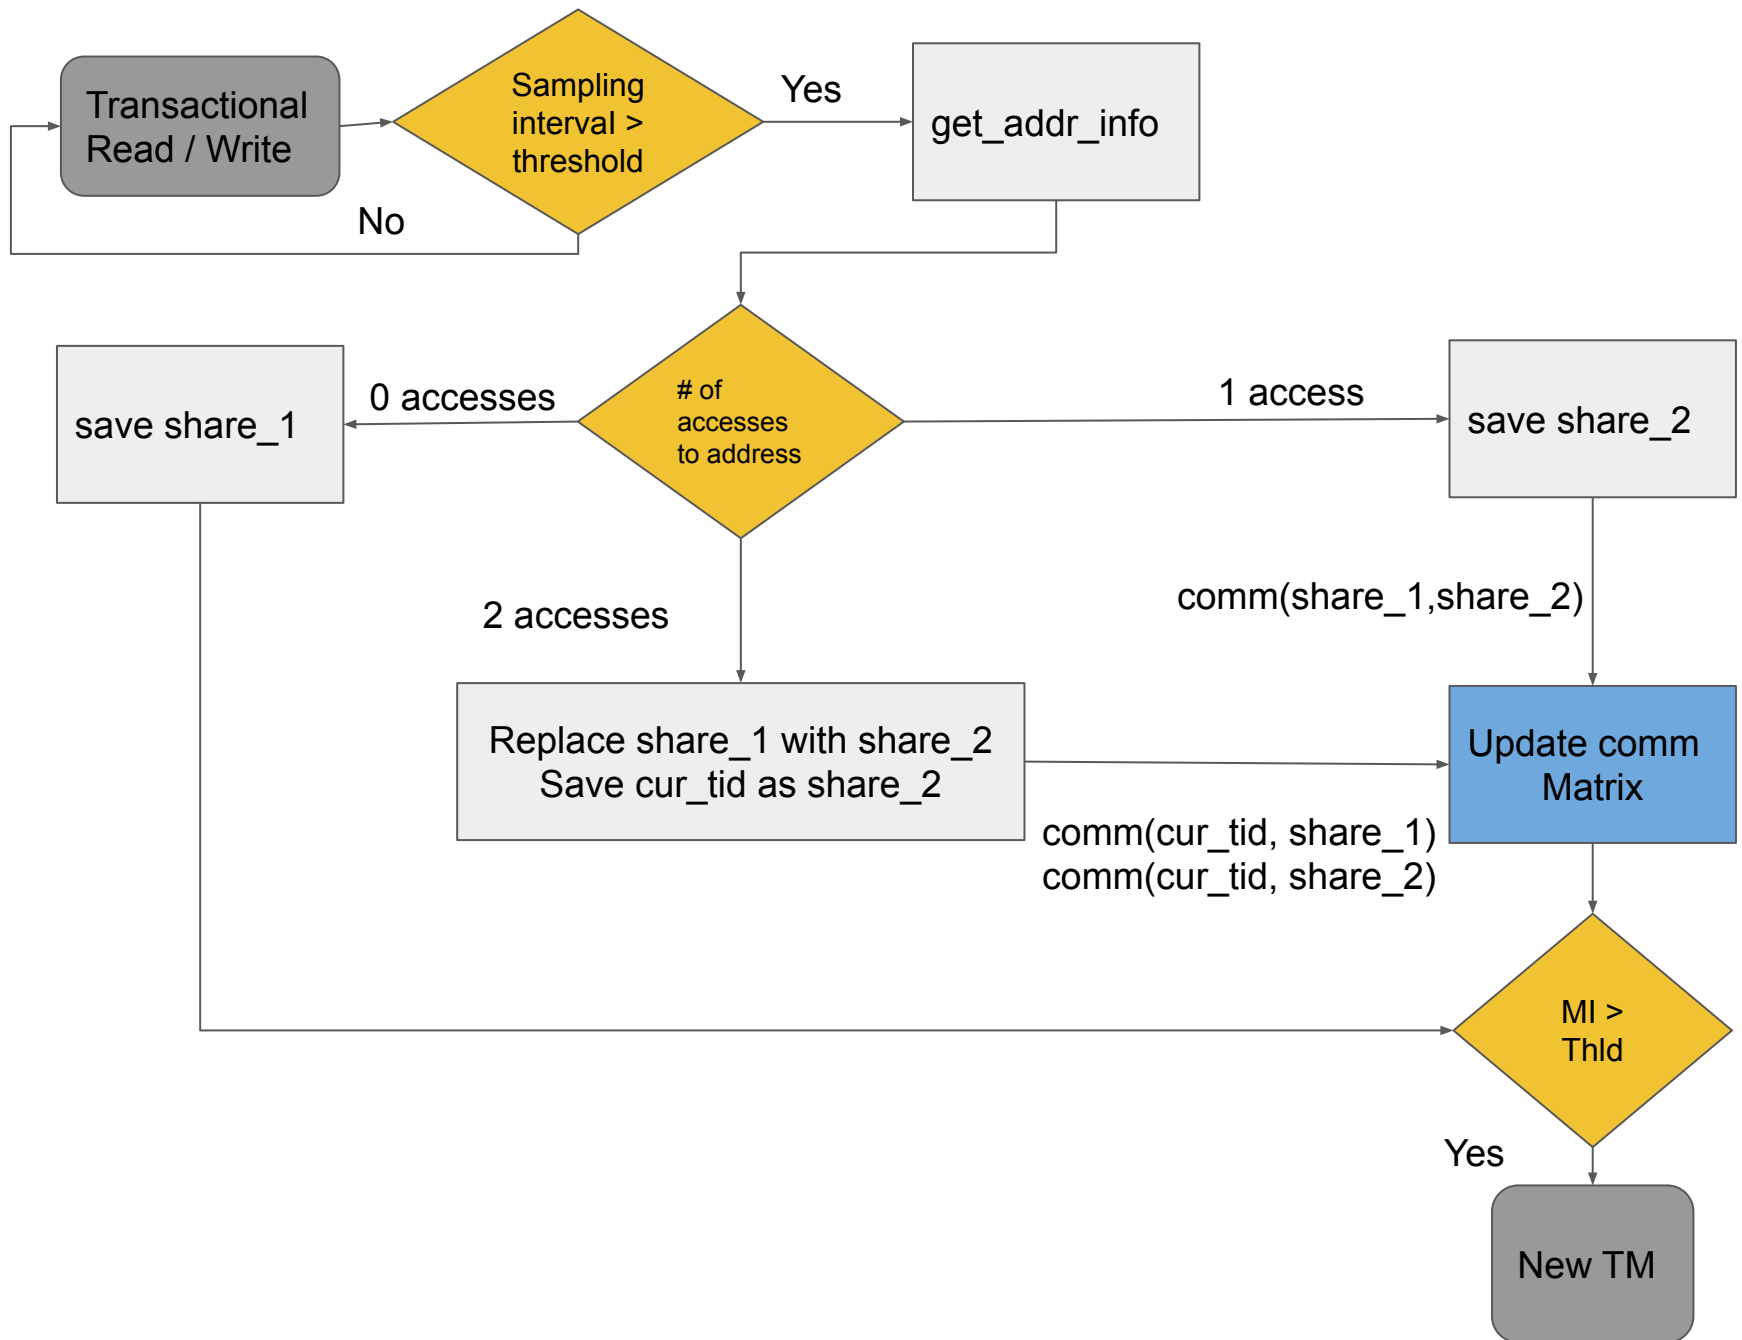 Transactional
Read / Write
Sampling
interval >
threshold
Yes
get_addr_info
No
save share_1
0 accesses
# of
accesses
to address
1 access
save share_2
2 accesses
comm(share_1,share_2)
Replace share_1 with share_2
Save cur_tid as share_2
Update comm
Matrix
comm(cur_tid, share_1)
comm(cur_tid, share_2)
MI >
Thld
Yes
New TM